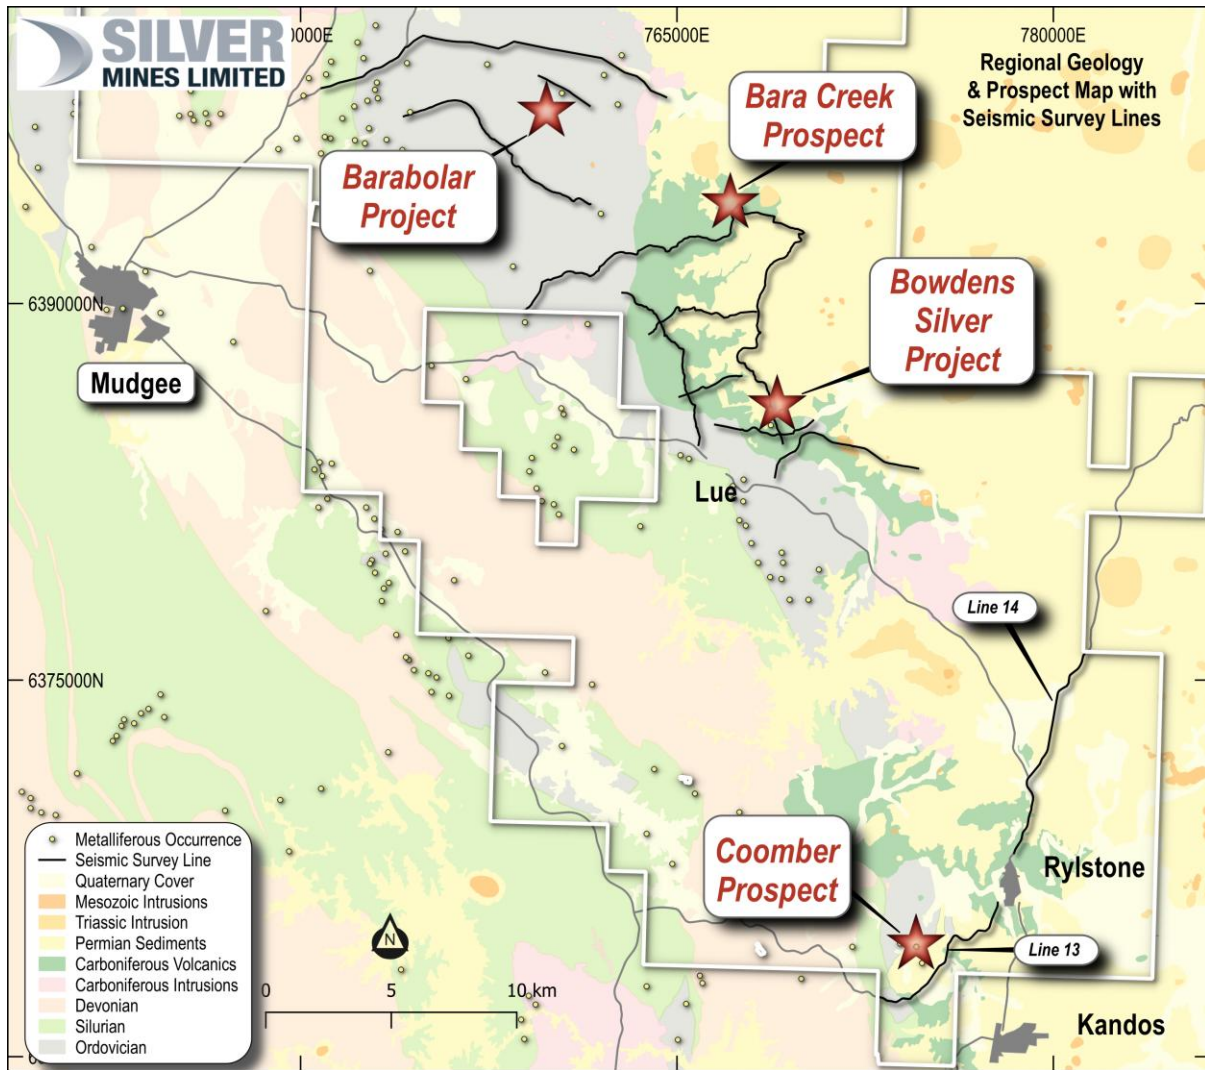 SILVER
MINES LIMITED
765000E
780000E
Regional Geology
& Prospect Map with
Seismic Survey Lines
Bara Creek
Prospect
Barabolar
Project
Bowdens
Silver
Project
6390000N
Mudgee
Lue
Line 14
6375000N
Coomber
Prospect
Rylstone
Line 13
Kandos
N
0 5 10 km
Metalliferous Occurrence
Seismic Survey Line
Quaternary Cover
Mesozoic Intrusions
Triassic Intrusion
Permian Sediments
Carboniferous Volcanics
Carboniferous Intrusions
Devonian
Silurian
Ordovician